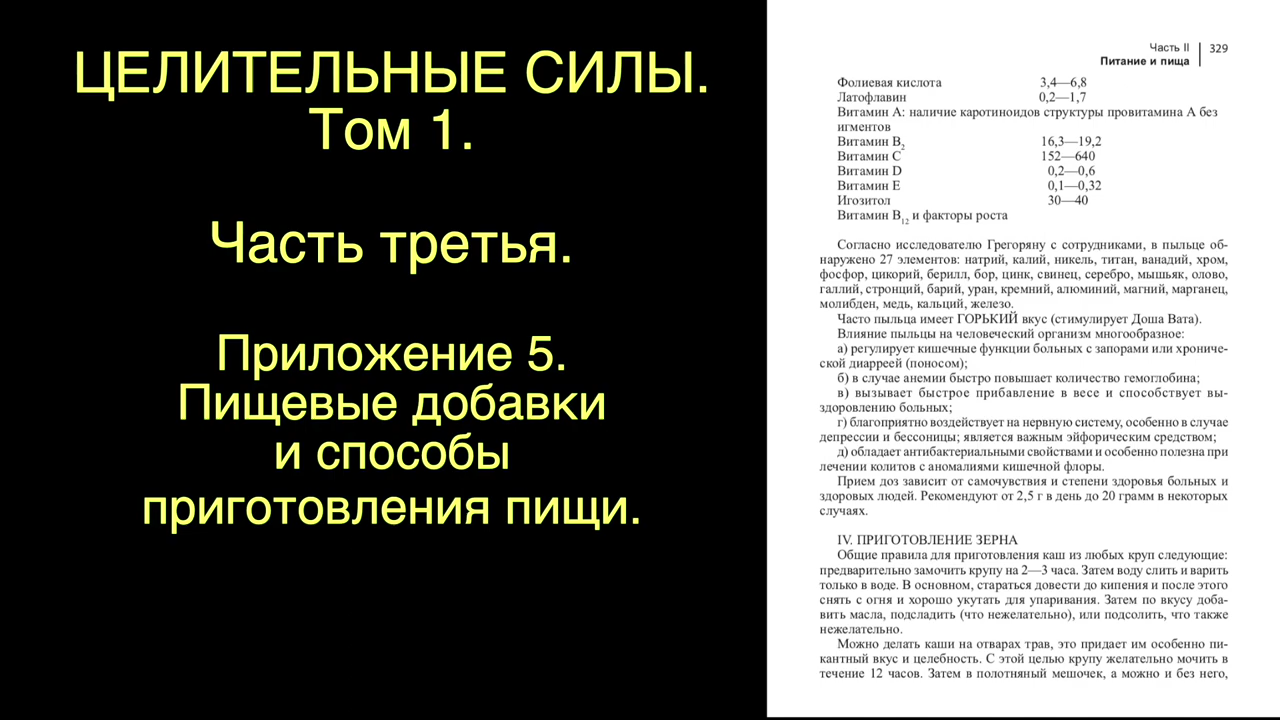 ЦЕЛИТЕЛЬНЫЕ СИЛЫ.
Том 1.
Часть третья.
Приложение 5.
Пищевые добавки
и способы
приготовления пищи.
Часть II
Питание и пища
329
Фолиевая кислота 3,4—6,8
Латофлавин 0,2—1,7
Витамин А: наличие каротиноидов структуры провитамина А без
игментов
Витамин В2 16,3—19,2
Витамин С 152—640
Витамин D 0,2—0,6
Витамин Е 0,1—0,32
Игозитол 30—40
Витамин В12 и факторы роста
Согласно исследователю Грегоряну с сотрудниками, в пыльце об-
наружено 27 элементов: натрий, калий, никель, титан, ванадий, хром,
фосфор, цикорий, берилл, бор, цинк, свинец, серебро, мышьяк, олово,
галлий, стронций, барий, уран, кремний, алюминий, магний, марганец,
молибден, медь, кальций, железо.
Часто пыльца имеет ГОРЬКИЙ вкус (стимулирует Доша Вата).
Влияние пыльцы на человеческий организм многообразное:
а) регулирует кишечные функции больных с запорами или хрониче-
ской диарреей (поносом);
б) в случае анемии быстро повышает количество гемоглобина;
в) вызывает быстрое прибавление в весе и способствует вы-
здоровлению больных;
г) благоприятно воздействует на нервную систему, особенно в случае
депрессии и бессоницы; является важным эйфорическим средством;
д) обладает антибактериальными свойствами и особенно полезна при
лечении колитов с аномалиями кишечной флоры.
Прием доз зависит от самочувствия и степени здоровья больных и
здоровых людей. Рекомендуют от 2,5 г в день до 20 грамм в некоторых
случаях.
IV. ПРИГОТОВЛЕНИЕ ЗЕРНА
Общие правила для приготовления каш из любых круп следующие:
предварительно замочить крупу на 2—3 часа. Затем воду слить и варить
только в воде. В основном, стараться довести до кипения и после этого
снять с огня и хорошо укутать для упаривания. Затем по вкусу доба-
вить масла, подсладить (что нежелательно), или подсолить, что также
нежелательно.
Можно делать каши на отварах трав, это придает им особенно пи-
кантный вкус и целебность. С этой целью крупу желательно мочить в
течение 12 часов. Затем в полотняный мешочек, а можно и без него,